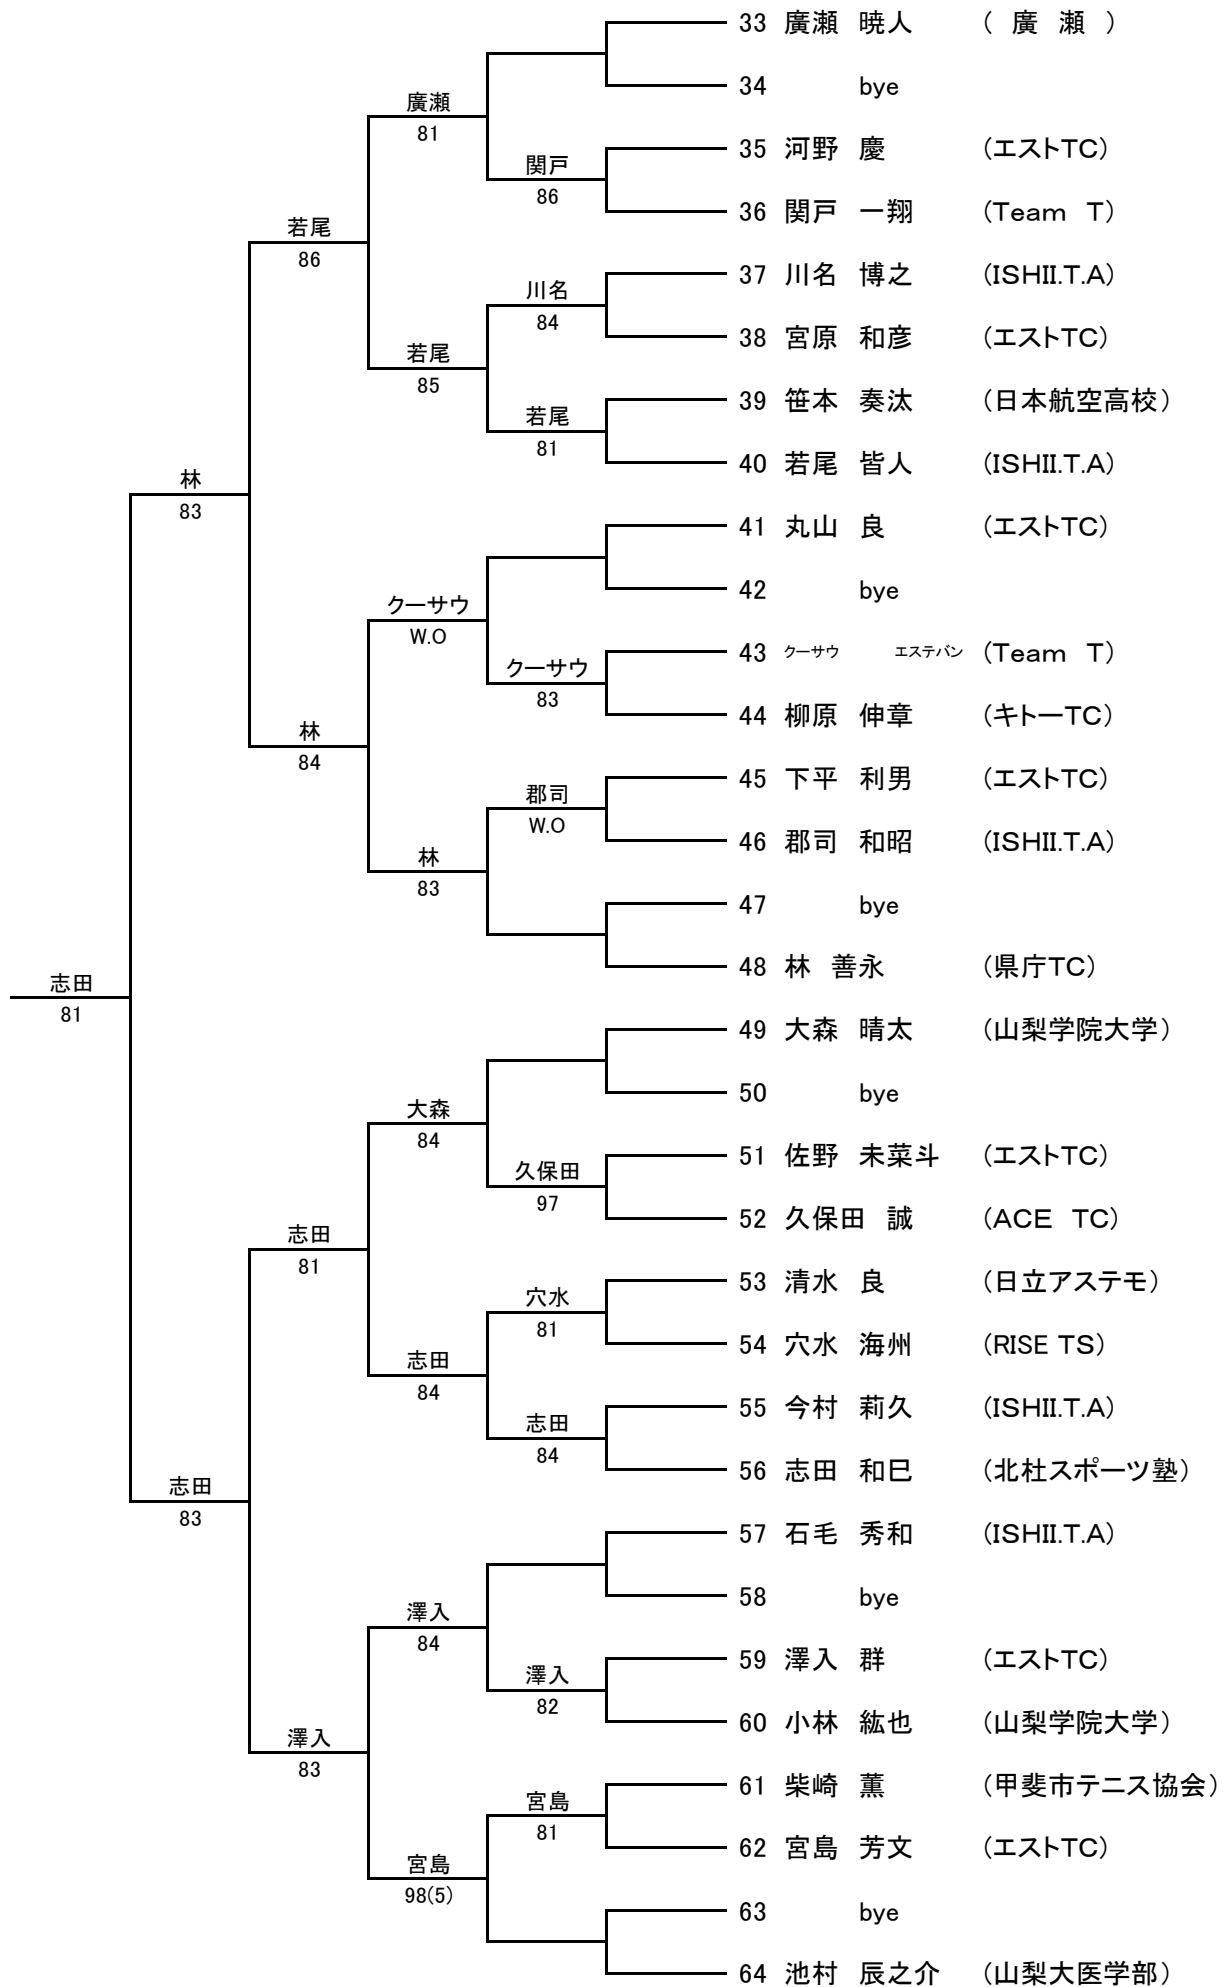 33 廣瀬 暁人 ( 廣 瀬 )
34 bye
廣瀬
81
35 河野 慶 (エストTC)
関戸
86
36 関戸 一翔 (Team T)
若尾
86
37 川名 博之 (ISHII.T.A)
川名
84
38 宮原 和彦 (エストTC)
若尾
85
39 笹本 奏汰 (日本航空高校)
若尾
81
40 若尾 皆人 (ISHII.T.A)
林
83
41 丸山 良 (エストTC)
42 bye
クーサウ
W.O
43 クーサウ エステバン (Team T)
クーサウ
83
44 柳原 伸章 (キトーTC)
林
84
45 下平 利男 (エストTC)
郡司
W.O
46 郡司 和昭 (ISHII.T.A)
林
83
47 bye
48 林 善永 (県庁TC)
志田
81
49 大森 晴太 (山梨学院大学)
50 bye
大森
84
51 佐野 未菜斗 (エストTC)
久保田
97
52 久保田 誠 (ACE TC)
志田
81
53 清水 良 (日立アステモ)
穴水
81
54 穴水 海州 (RISE TS)
志田
84
55 今村 莉久 (ISHII.T.A)
志田
84
56 志田 和巳 (北杜スポーツ塾)
志田
83
57 石毛 秀和 (ISHII.T.A)
58 bye
澤入
84
59 澤入 群 (エストTC)
澤入
82
60 小林 紘也 (山梨学院大学)
澤入
83
61 柴崎 薫 (甲斐市テニス協会)
宮島
81
62 宮島 芳文 (エストTC)
宮島
98(5)
63 bye
64 池村 辰之介 (山梨大医学部)